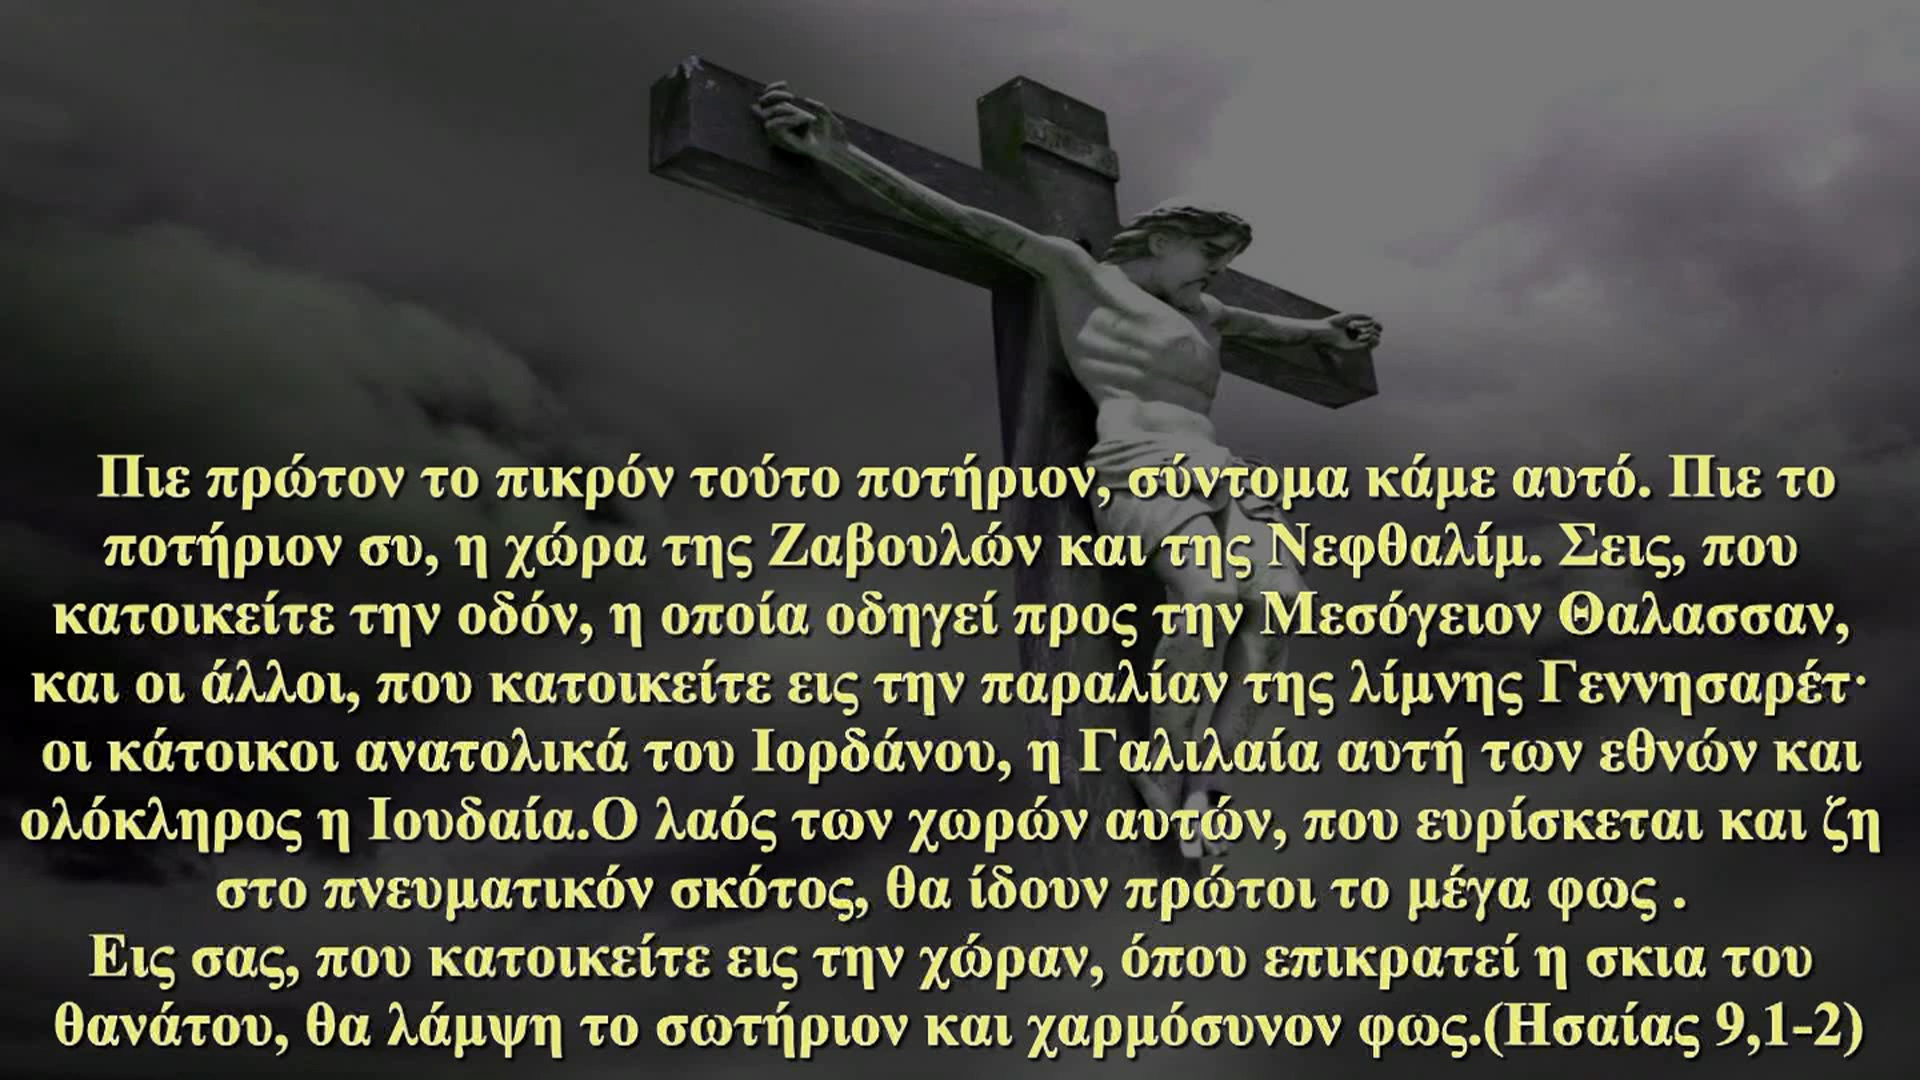 Πιε πρώτον το πικρόν τούτο ποτήριον, σύντομα κάμε αυτό. Πιε το
ποτήριον συ, η χώρα της Ζαβουλών και της Νεφθαλίμ. Σεις, που
κατοικείτε την οδόν, η οποία οδηγεί προς την Μεσόγειον Θαλασσαν,
και οι άλλοι, που κατοικείτε εις την παραλίαν της λίμνης Γεννησαρέτ·
οι κάτοικοι ανατολικά του Ιορδάνου, η Γαλιλαία αυτή των εθνών και
ολόκληρος η Ιουδαία.Ο λαός των χωρών αυτών, που ευρίσκεται και ζη
στο πνευματικόν σκότος, θα ίδουν πρώτοι το μέγα φως .
Εις σας, που κατοικείτε εις την χώραν, όπου επικρατεί η σκια του
θανάτου, θα λάμψη το σωτήριον και χαρμόσυνον φως.(Ησαίας 9,1-2)